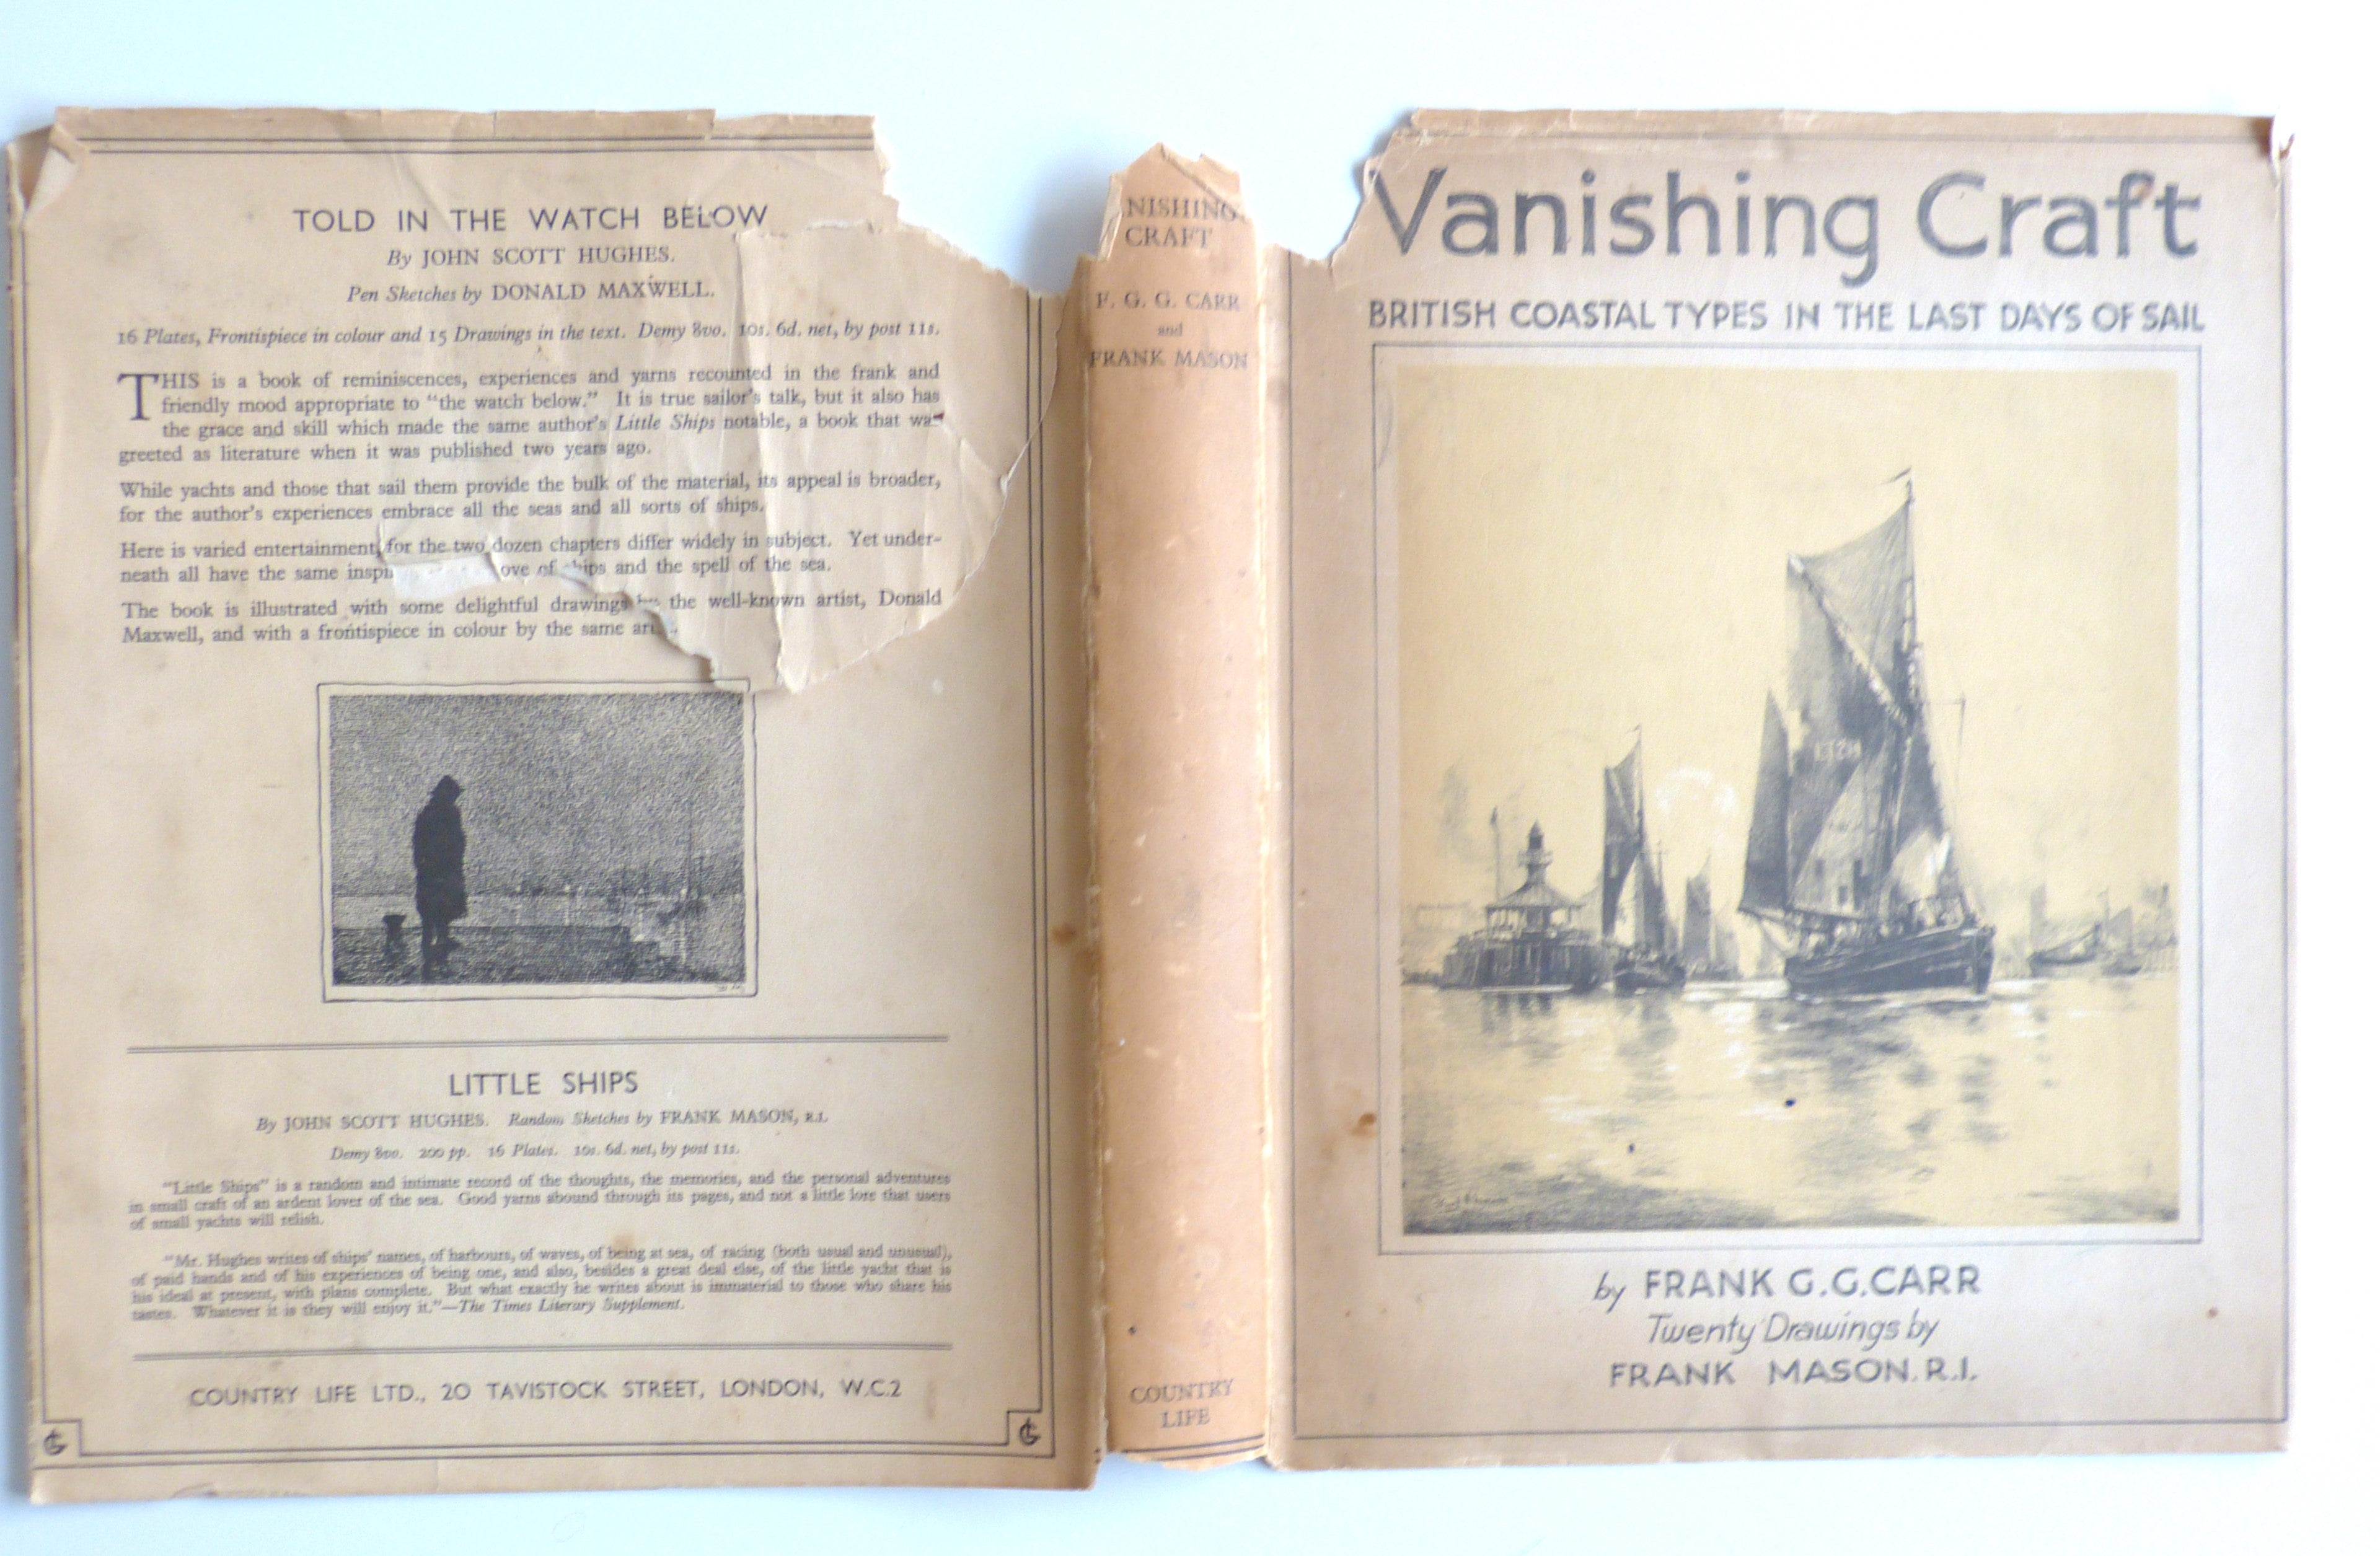 TOLD IN THE WATCH BELOW
By JOHN SCOTT HUGHES.
Pen Sketches by DONALD MAXWELL.
16 Plates, Frontispiece in colour and 15 Drawings in the text. Demy 8vo. 10s. 6d. net, by post 11s.
THIS is a book of reminiscences, experiences and yarns recounted in the frank and
friendly mood appropriate to "the watch below." It is true sailor's talk, but it also has
the grace and skill which made the same author's Little Ships notable, a book that was
greeted as literature when it was published two years ago.
While yachts and those that sail them provide the bulk of the material, its appeal is broader,
for the author's experiences embrace all the seas and all sorts of ships.
Here is varied entertainment, for the two dozen chapters differ widely in subject. Yet under-
neath all have the same inspi ove of ships and the spell of the sea.
The book is illustrated with some delightful drawings the well-known artist, Donald
Maxwell, and with a frontispiece in colour by the same
LITTLE SHIPS
By JOHN SCOTT HUGHES. Random Sketches by FRANK MASON, R.I.
Demy 8vo. 200 pp. 16 Plates. 10s. 6d. net, by post 11s.
"Little Ships" is a random and intimate record of the thoughts, the memories, and the personal adventures
in small craft of an ardent lover of the sea. Good yarns abound through its pages, and not a little lore that users
of small yachts will relish.
"Mr. Hughes writes of ships' names, of harbours, of waves, of being at sea, of racing (both usual and unusual),
of paid hands and of his experiences of being one, and also, besides a great deal else, of the little yacht that is
his ideal at present, with plans complete. But what exactly he writes about is immaterial to those who share his
tastes. Whatever it is they will enjoy it."—The Times Literary Supplement.
COUNTRY LIFE LTD., 20 TAVISTOCK STREET, LONDON, W.C.2
NISHING
CRAFT
F. G. G. CARR
and
FRANK MASON
COUNTRY
LIFE
Vanishing Craft
BRITISH COASTAL TYPES IN THE LAST DAYS OF SAIL
by FRANK G.G.CARR
Twenty Drawings by
FRANK MASON.R.I.